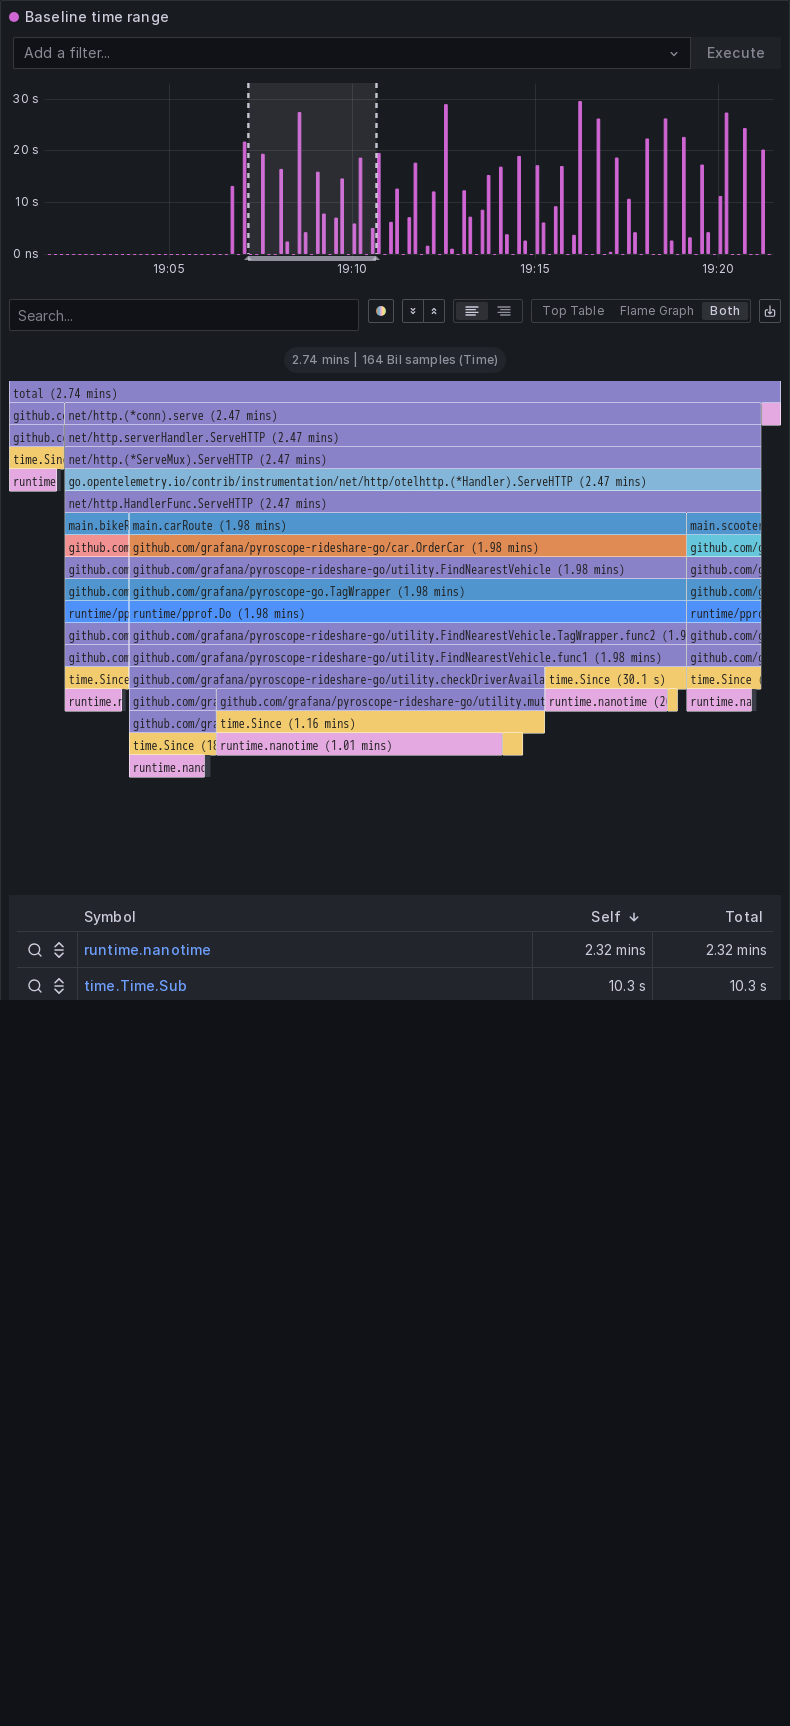 Baseline time range
Add a filter...
Execute
30 s
20 s
10 s
0 ns
19:05 19:10 19:15 19:20
Search...
Top Table Flame Graph Both
2.74 mins | 164 Bil samples (Time)
total (2.74 mins)
github.c net/http.(*conn).serve (2.47 mins)
github.c net/http.serverHandler.ServeHTTP (2.47 mins)
time.Sin net/http.(*ServeMux).ServeHTTP (2.47 mins)
runtime go.opentelemetry.io/contrib/instrumentation/net/http/otelhttp.(*Handler).ServeHTTP (2.47 mins)
net/http.HandlerFunc.ServeHTTP (2.47 mins)
main.bikeR main.carRoute (1.98 mins) main.scooter
github.com github.com/grafana/pyroscope-rideshare-go/car.OrderCar (1.98 mins) github.com/g
github.com github.com/grafana/pyroscope-rideshare-go/utility.FindNearestVehicle (1.98 mins) github.com/g
github.com github.com/grafana/pyroscope-go.TagWrapper (1.98 mins) github.com/g
runtime/pp runtime/pprof.Do (1.98 mins) runtime/ppro
github.com github.com/grafana/pyroscope-rideshare-go/utility.FindNearestVehicle.TagWrapper.func2 (1.9 github.com/g
github.com github.com/grafana/pyroscope-rideshare-go/utility.FindNearestVehicle.func1 (1.98 mins) github.com/g
time.Since github.com/grafana/pyroscope-rideshare-go/utility.checkDriverAvaila time.Since (30.1 s) time.Since (
runtime.n github.com/gra github.com/grafana/pyroscope-rideshare-go/utility.mut runtime.nanotime (2 runtime.na
github.com/gra time.Since (1.16 mins)
time.Since (18 runtime.nanotime (1.01 mins)
runtime.nano
Symbol Self Total
runtime.nanotime 2.32 mins 2.32 mins
time.Time.Sub 10.3 s 10.3 s